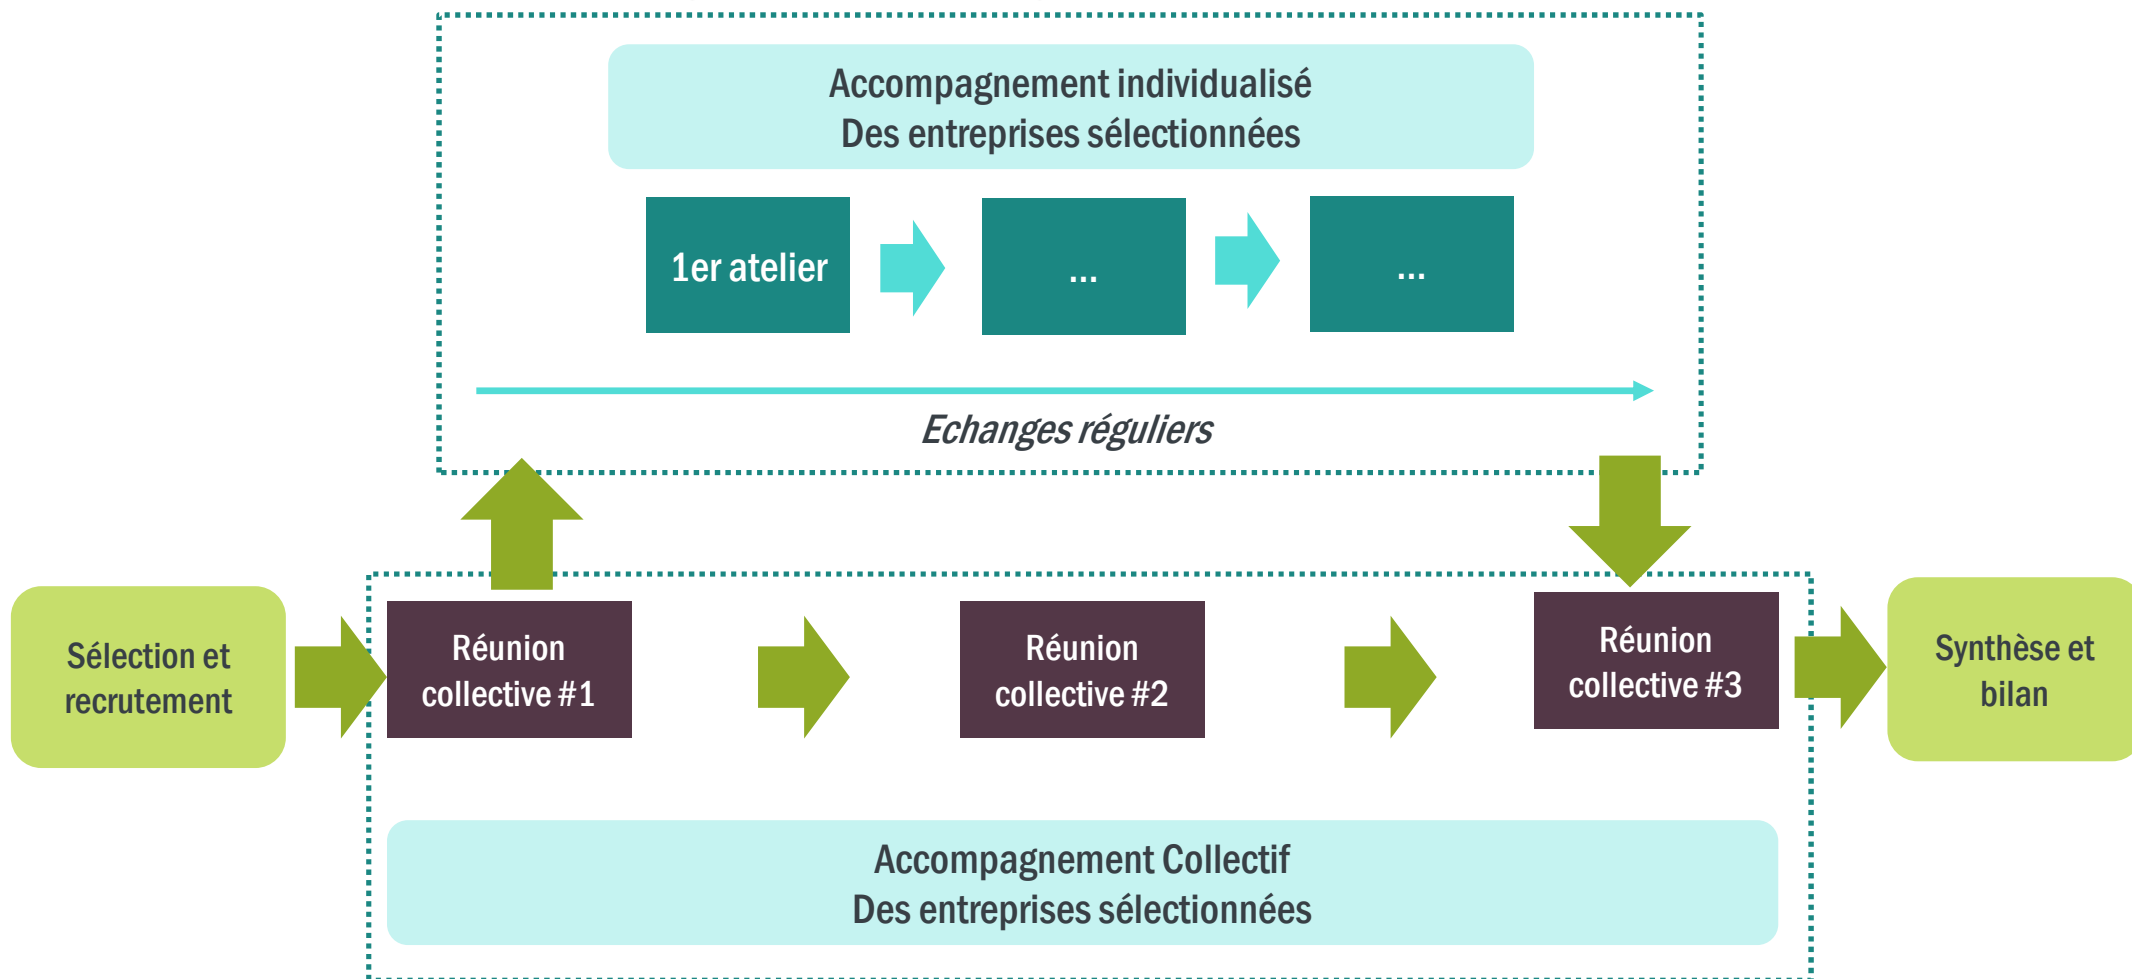 Accompagnement individualisé
Des entreprises sélectionnées
1er atelier
...
...
Echanges réguliers
Sélection et
recrutement
Réunion
collective #1
Réunion
collective #2
Réunion
collective #3
Synthèse et
bilan
Accompagnement Collectif
Des entreprises sélectionnées